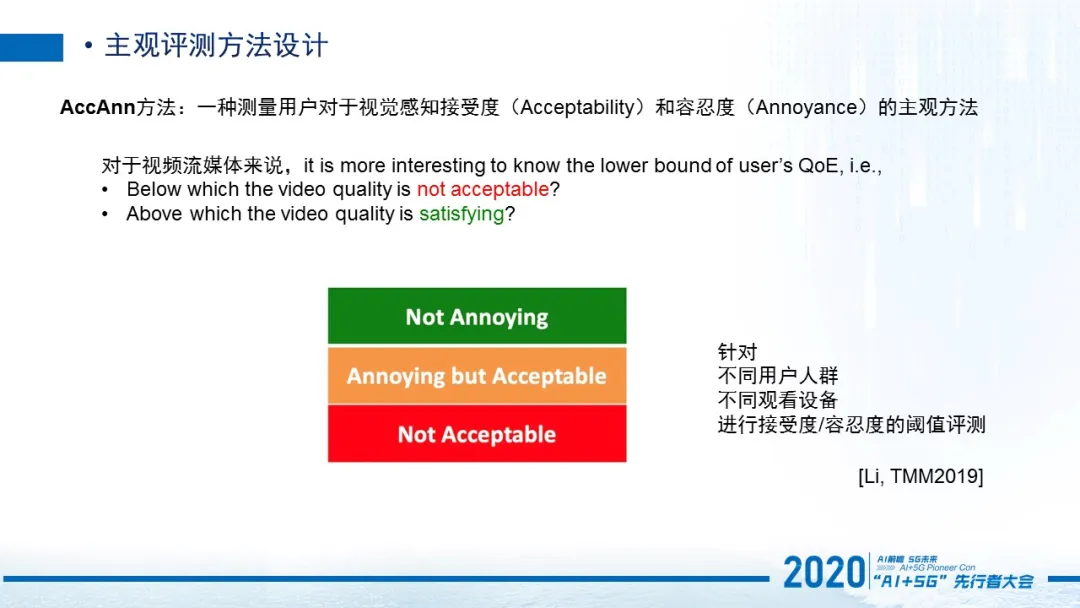 • 主观评测方法设计
AccAnn方法：一种测量用户对于视觉感知接受度（Acceptability）和容忍度（Annoyance）的主观方法
对于视频流媒体来说，it is more interesting to know the lower bound of user's QoE, i.e.,
• Below which the video quality is not acceptable?
• Above which the video quality is satisfying?
Not Annoying
Annoying but Acceptable
Not Acceptable
针对
不同用户人群
不同观看设备
进行接受度/容忍度的阈值评测
[Li, TMM2019]
2020
AI解锢 5G未来
AI+5G Pioneer Con
“AI+5G”先行者大会